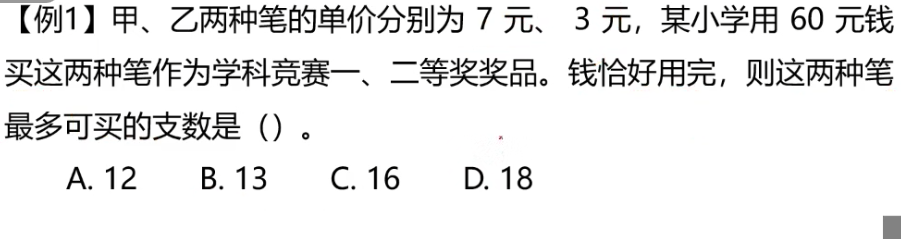 【例1】甲、乙两种笔的单价分别为 7 元、 3 元，某小学用 60 元钱
买这两种笔作为学科竞赛一、二等奖奖品。钱恰好用完，则这两种笔
最多可买的支数是（）。
A. 12 B. 13 C. 16 D. 18